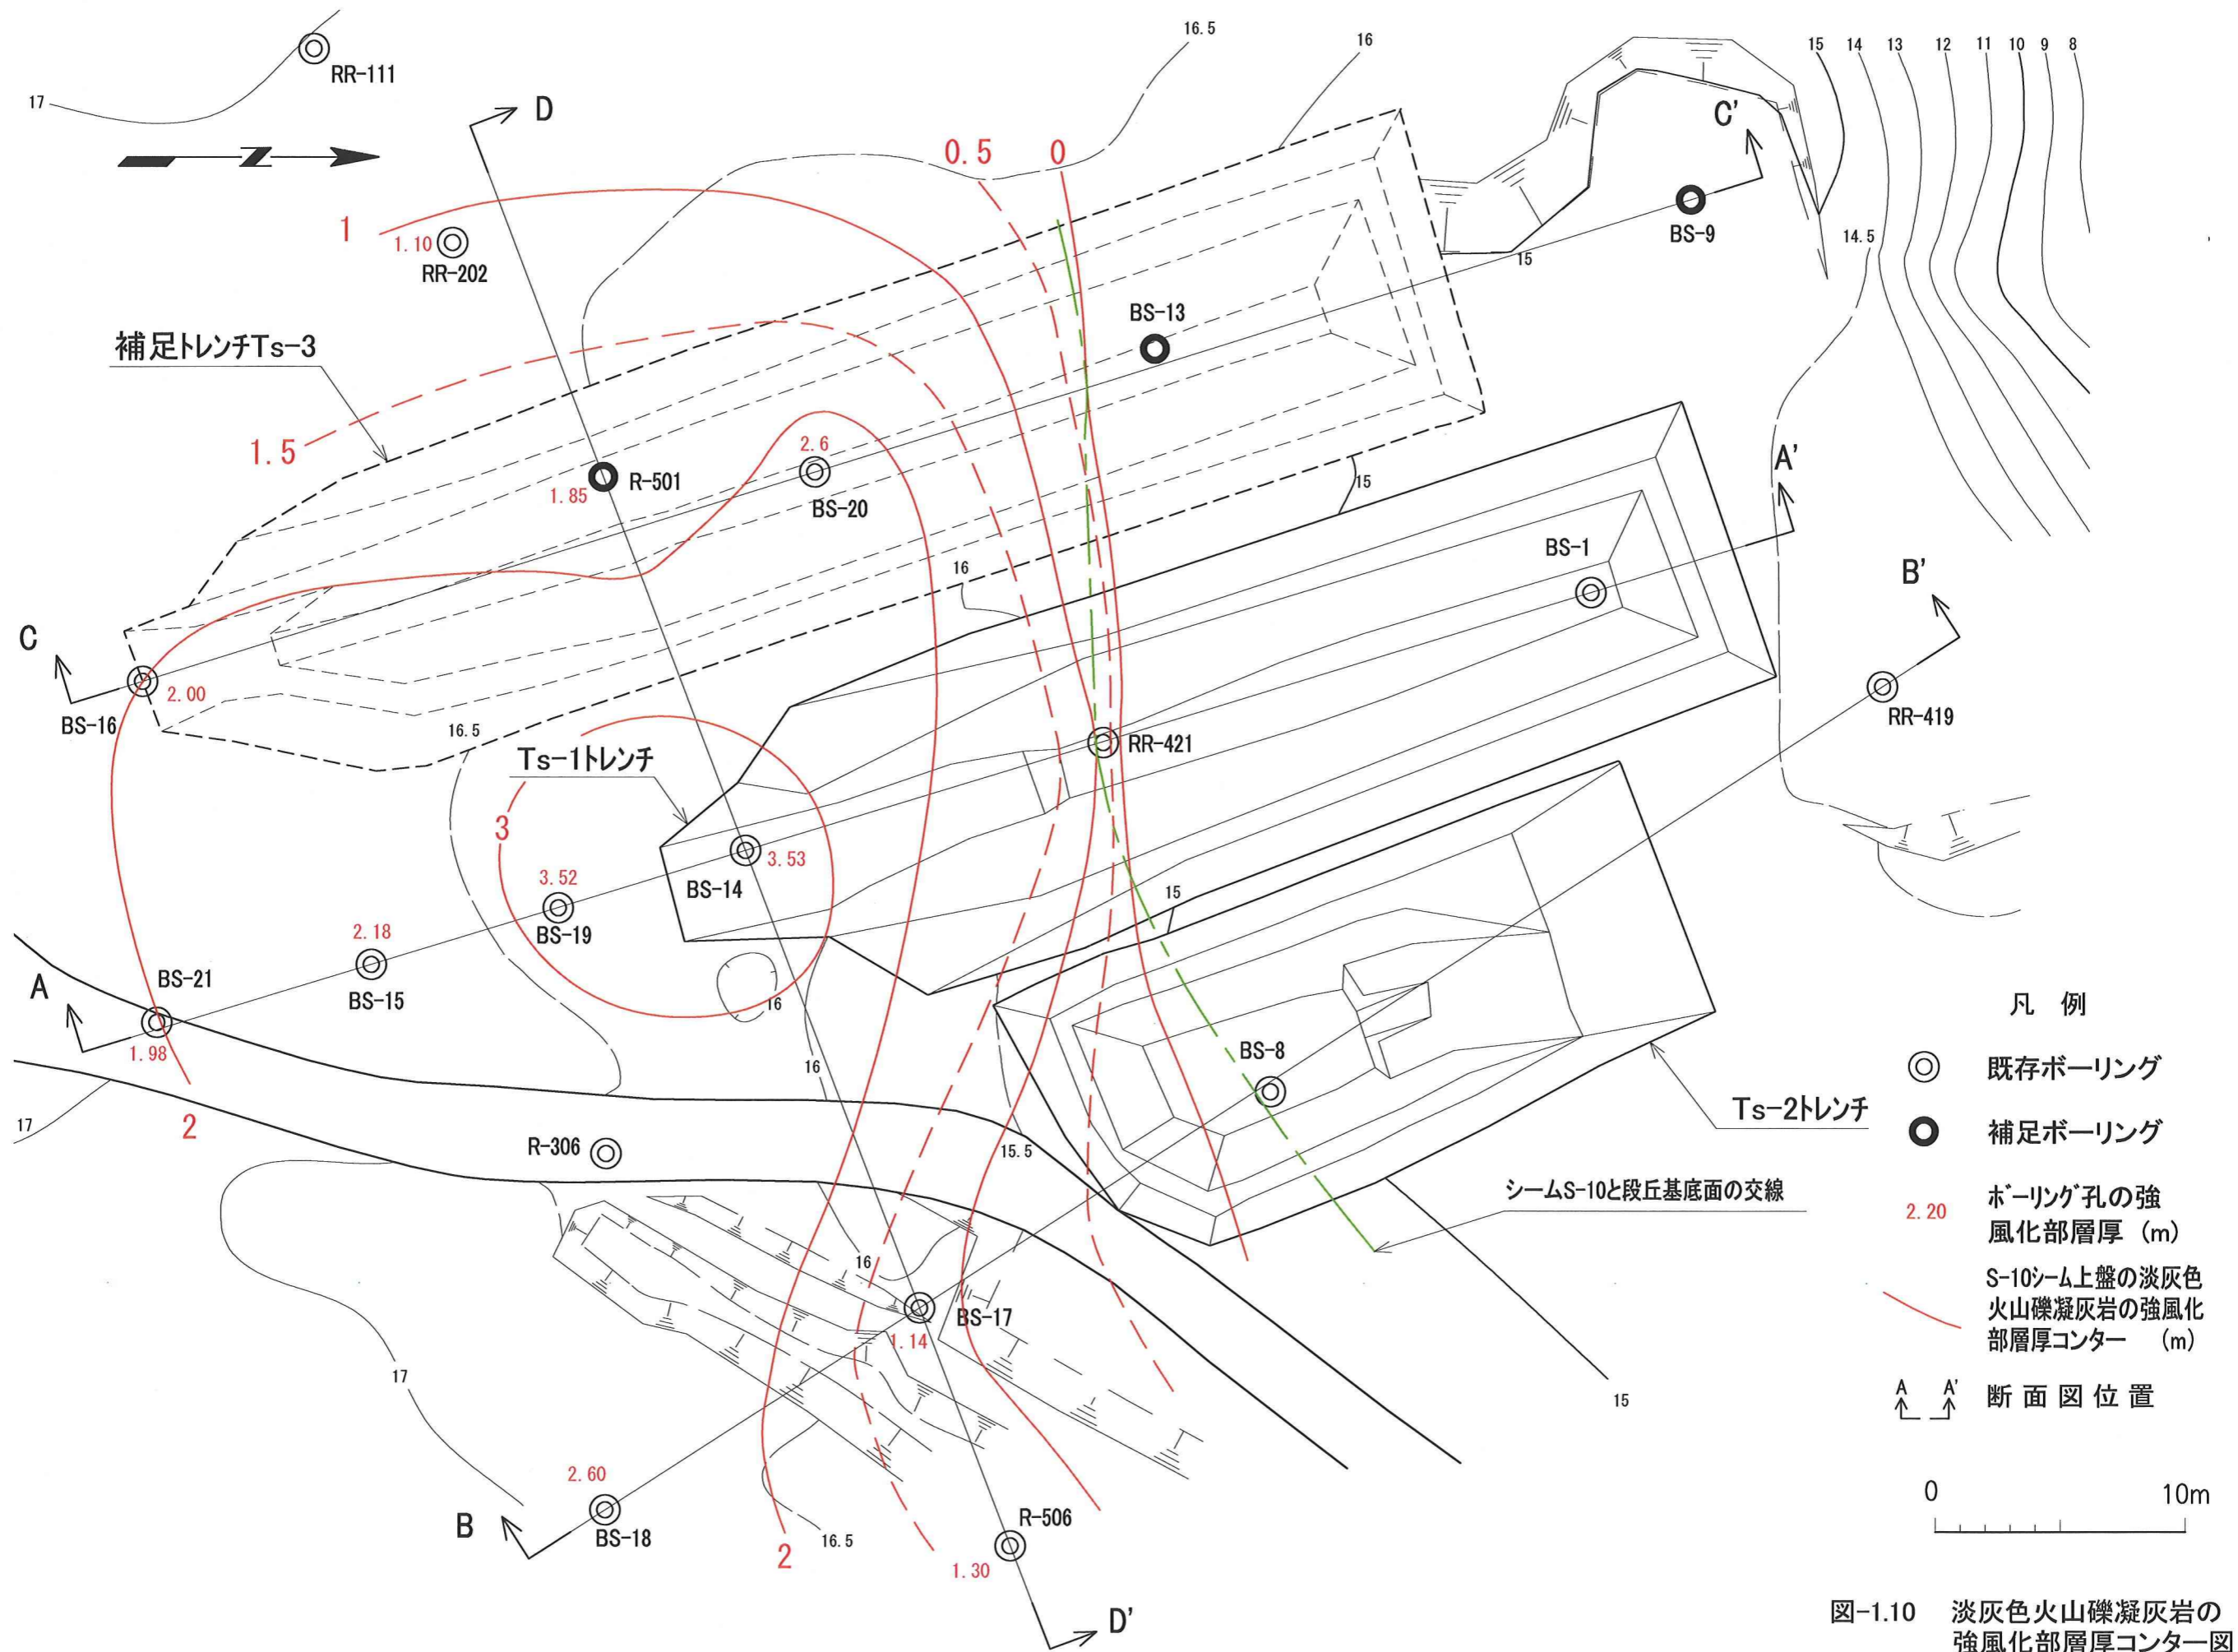 16.5
16
15 14 13 12 11 10 9 8
RR-111
17
D
C'
0.5 0
BS-9
1
1.10
RR-202
14.5
15
Z
BS-13
補足トレンチTs-3
1.5
2.6
A'
R-501
1.85
15
BS-20
BS-1
16
B'
C
2.00
BS-16
RR-419
16.5
RR-421
Ts-1トレンチ
3
3.53
BS-14
3.52
15
BS-19
2.18
BS-21
A
BS-15
16
凡 例
1.98
BS-8
既存ボーリング
16
2
17
Ts-2トレンチ
補足ボーリング
R-306
15.5
シームS-10と段丘基底面の交線
2.20
ボーリング孔の強
風化部層厚 (m)
16
S-10シーム上盤の淡灰色
火山礫凝灰岩の強風化
部層厚コンター (m)
BS-17
1.14
17
A A'
断面図位置
15
2.60
0 10m
B
BS-18
R-506
16.5
2
1.30
D'
図-1.10 淡灰色火山礫凝灰岩の
強風化部層厚コンター図